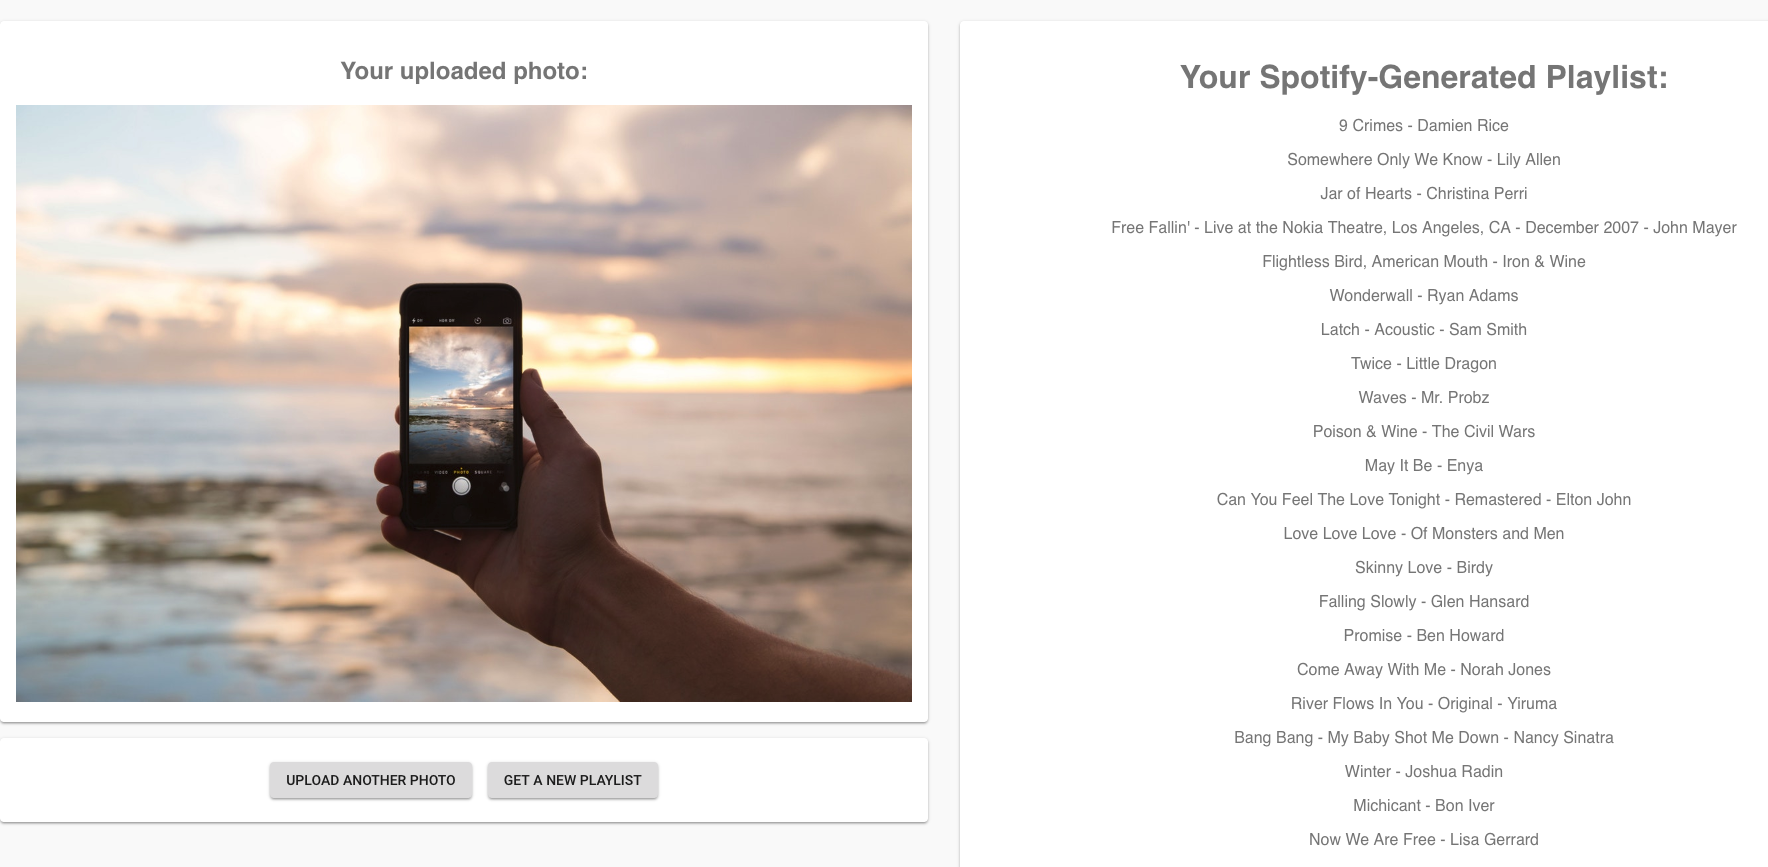 Your uploaded photo:
VIDEO PHOTO SQUARE
UPLOAD ANOTHER PHOTO
GET A NEW PLAYLIST
Your Spotify-Generated Playlist:
9 Crimes - Damien Rice
Somewhere Only We Know - Lily Allen
Jar of Hearts - Christina Perri
Free Fallin' - Live at the Nokia Theatre, Los Angeles, CA - December 2007 - John Mayer
Flightless Bird, American Mouth - Iron & Wine
Wonderwall - Ryan Adams
Latch - Acoustic - Sam Smith
Twice - Little Dragon
Waves - Mr. Probz
Poison & Wine - The Civil Wars
May It Be - Enya
Can You Feel The Love Tonight - Remastered - Elton John
Love Love Love - Of Monsters and Men
Skinny Love - Birdy
Falling Slowly - Glen Hansard
Promise - Ben Howard
Come Away With Me - Norah Jones
River Flows In You - Original - Yiruma
Bang Bang - My Baby Shot Me Down - Nancy Sinatra
Winter - Joshua Radin
Michicant - Bon Iver
Now We Are Free - Lisa Gerrard